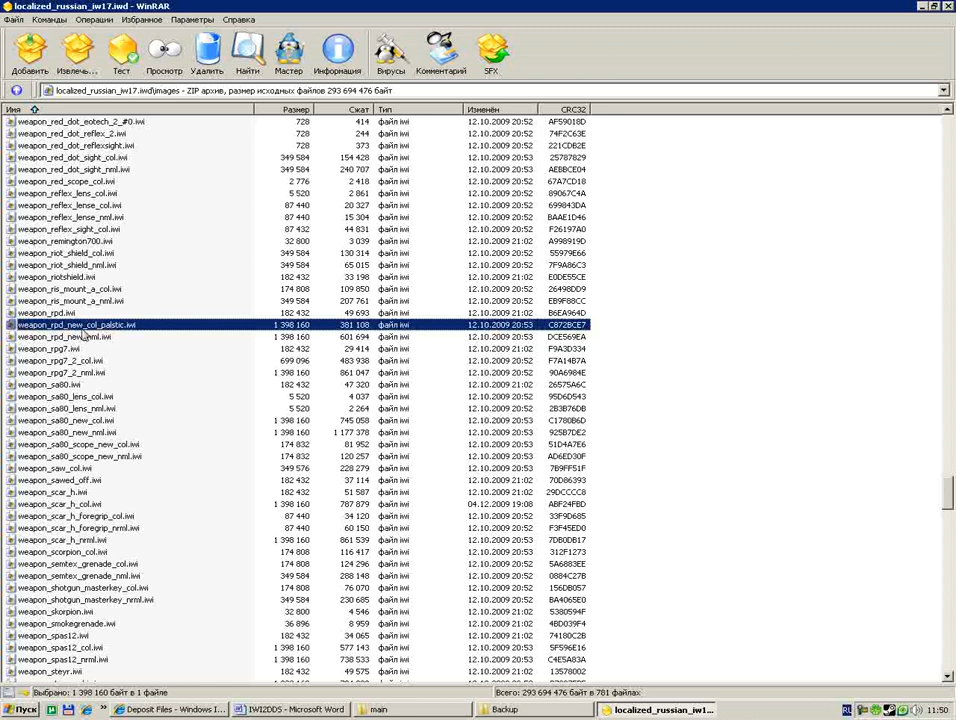 localized_russian_iw17.iwd - WinRAR
Файл Команды Операции Избранное Параметры Справка
Добавить Извлечь... Тест Просмотр Удалить Найти Мастер Информация Вирусы Комментарий SFX
localized_russian_iw17.iwd\images - ZIP архив, размер исходных файлов 293 694 476 байт
Имя Размер Сжат Тип Изменён CRC32
weapon_red_dot_eotech_2_#0.iwi 728 414 файл iwi 12.10.2009 20:52 AF59018D
weapon_red_dot_reflex_2.iwi 728 244 файл iwi 12.10.2009 20:52 74F2C63E
weapon_red_dot_reflexsight.iwi 728 373 файл iwi 12.10.2009 20:52 221CDB2E
weapon_red_dot_sight_col.iwi 349 584 154 428 файл iwi 12.10.2009 20:53 25787829
weapon_red_dot_sight_nml.iwi 349 584 240 707 файл iwi 12.10.2009 20:53 AEBBCE04
weapon_red_scope_col.iwi 2 776 2 418 файл iwi 12.10.2009 20:52 67A7CD18
weapon_reflex_lens_col.iwi 5 520 2 861 файл iwi 12.10.2009 20:52 89067C4A
weapon_reflex_lense_col.iwi 87 440 20 327 файл iwi 12.10.2009 20:52 699843DA
weapon_reflex_lense_nml.iwi 87 440 15 304 файл iwi 12.10.2009 20:52 BAAE1D46
weapon_reflex_sight_col.iwi 87 432 44 831 файл iwi 12.10.2009 20:52 F26197A0
weapon_remington700.iwi 32 800 3 039 файл iwi 12.10.2009 21:02 A998919D
weapon_riot_shield_col.iwi 349 584 130 314 файл iwi 12.10.2009 20:52 55979E66
weapon_riot_shield_nml.iwi 349 584 65 015 файл iwi 12.10.2009 20:52 7F9A86C3
weapon_riotshield.iwi 182 432 33 198 файл iwi 12.10.2009 21:02 E0DE55CE
weapon_ris_mount_a_col.iwi 174 808 109 850 файл iwi 12.10.2009 20:52 26498DD9
weapon_ris_mount_a_nml.iwi 349 584 207 761 файл iwi 12.10.2009 20:52 EB9F88CC
weapon_rpd.iwi 182 432 49 693 файл iwi 12.10.2009 21:02 B6EA964D
weapon_rpd_new_col_palstic.iwi 1 398 160 381 108 файл iwi 12.10.2009 20:53 C872BCE7
weapon_rpd_new_nml.iwi 1 398 160 601 694 файл iwi 12.10.2009 20:53 DCE569EA
weapon_rpg7.iwi 182 432 29 414 файл iwi 12.10.2009 21:02 F9A3D334
weapon_rpg7_2_col.iwi 699 096 483 938 файл iwi 12.10.2009 20:52 F7A14B7A
weapon_rpg7_2_nml.iwi 1 398 160 861 047 файл iwi 12.10.2009 20:52 90A6984E
weapon_sa80.iwi 182 432 47 320 файл iwi 12.10.2009 21:02 26575A6C
weapon_sa80_lens_col.iwi 5 520 4 037 файл iwi 12.10.2009 20:52 95D6D543
weapon_sa80_lens_nml.iwi 5 520 2 264 файл iwi 12.10.2009 20:52 2B3B76DB
weapon_sa80_new_col.iwi 1 398 160 745 058 файл iwi 12.10.2009 20:52 C1780B6D
weapon_sa80_new_nml.iwi 1 398 160 1 177 378 файл iwi 12.10.2009 20:52 925B7DE2
weapon_sa80_scope_new_col.iwi 174 832 81 952 файл iwi 12.10.2009 20:52 51D4A7E6
weapon_sa80_scope_new_nml.iwi 174 832 120 257 файл iwi 12.10.2009 20:52 AD6ED30F
weapon_saw_col.iwi 349 576 228 279 файл iwi 12.10.2009 20:52 7B9FF51F
weapon_sawed_off.iwi 182 432 37 114 файл iwi 12.10.2009 21:02 70D86393
weapon_scar_h.iwi 182 432 51 587 файл iwi 12.10.2009 21:02 29DCCCC8
weapon_scar_h_col.iwi 1 398 160 787 879 файл iwi 04.12.2009 19:08 ABF24FBD
weapon_scar_h_foregrip_col.iwi 87 440 34 120 файл iwi 12.10.2009 20:52 33F9D685
weapon_scar_h_foregrip_nrml.iwi 87 440 60 150 файл iwi 12.10.2009 20:52 F3F45ED0
weapon_scar_h_nrml.iwi 1 398 160 861 539 файл iwi 12.10.2009 20:52 7DB0DB17
weapon_scorpion_col.iwi 174 808 116 417 файл iwi 12.10.2009 20:52 312F1273
weapon_semtex_grenade_col.iwi 174 808 124 296 файл iwi 12.10.2009 20:52 5A6883EE
weapon_semtex_grenade_nml.iwi 349 584 288 148 файл iwi 12.10.2009 20:52 0884C27B
weapon_shotgun_masterkey_col.iwi 174 808 76 070 файл iwi 12.10.2009 20:52 156DB057
weapon_shotgun_masterkey_nrml.iwi 349 584 230 685 файл iwi 12.10.2009 20:52 BA4065E0
weapon_skorpion.iwi 32 800 4 546 файл iwi 12.10.2009 21:02 5380594F
weapon_smokegrenade.iwi 36 896 8 959 файл iwi 12.10.2009 21:02 4BD039F4
weapon_spas12.iwi 182 432 34 065 файл iwi 12.10.2009 21:02 74180C2B
weapon_spas12_col.iwi 1 398 160 577 143 файл iwi 12.10.2009 20:52 5F596E16
weapon_spas12_nrml.iwi 1 398 160 738 533 файл iwi 12.10.2009 20:52 C4E5A83A
weapon_steyr.iwi 182 432 49 575 файл iwi 12.10.2009 21:02 13578002
Выбрано: 1 398 160 байт в 1 файле Всего: 293 694 476 байт в 781 файлах
Пуск Deposit Files - Windows I... IWI2DDS - Microsoft Word main Backup localized_russian_iw1... RU 11:50